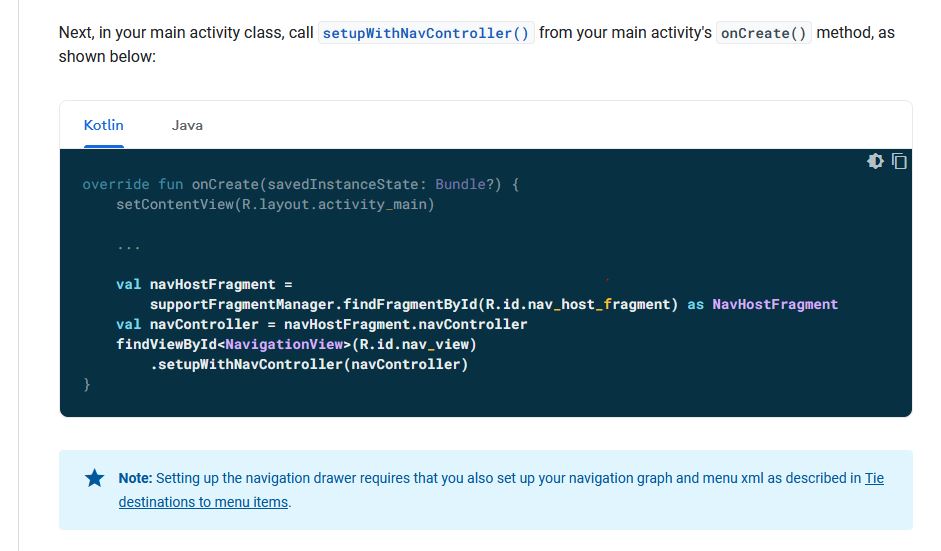 Next, in your main activity class, call setupWithNavController() from your main activity's onCreate() method, as
shown below:
Kotlin Java
override fun onCreate(savedInstanceState: Bundle?) {
    setContentView(R.layout.activity_main)
    ...
    val navHostFragment =
        supportFragmentManager.findFragmentById(R.id.nav_host_fragment) as NavHostFragment
    val navController = navHostFragment.navController
    findViewById<NavigationView>(R.id.nav_view)
        .setupWithNavController(navController)
}
Note: Setting up the navigation drawer requires that you also set up your navigation graph and menu xml as described in Tie
destinations to menu items.